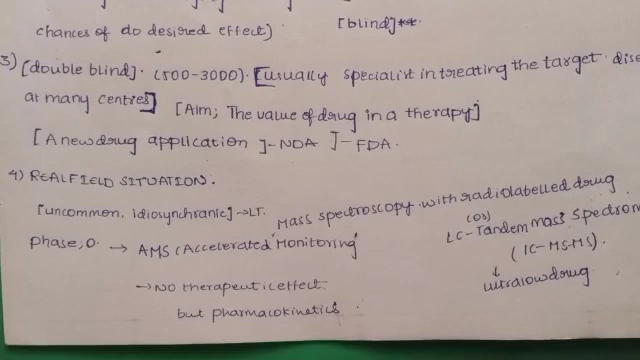 chances of do desired effect)
[blind]**.
3) [double blind]. (500-3000). [usually specialist in treating the target. dise
at many centres] [Aim; The value of drug in a therapy]
[A new drug application ]-NDA ]-FDA.
4) REALFIELD SITUATION.
[uncommon, idiosynchranic]→LT.
Mass spectroscopy with radiolabelled drug
(or)
Phase,0. → AMS (Accelerated Monitoring
LC-Tandem mass spectrom
(LC-MS-MS).
↓
ultralowdrug
→ NO therapeutic effect.
but pharmacokinetics.